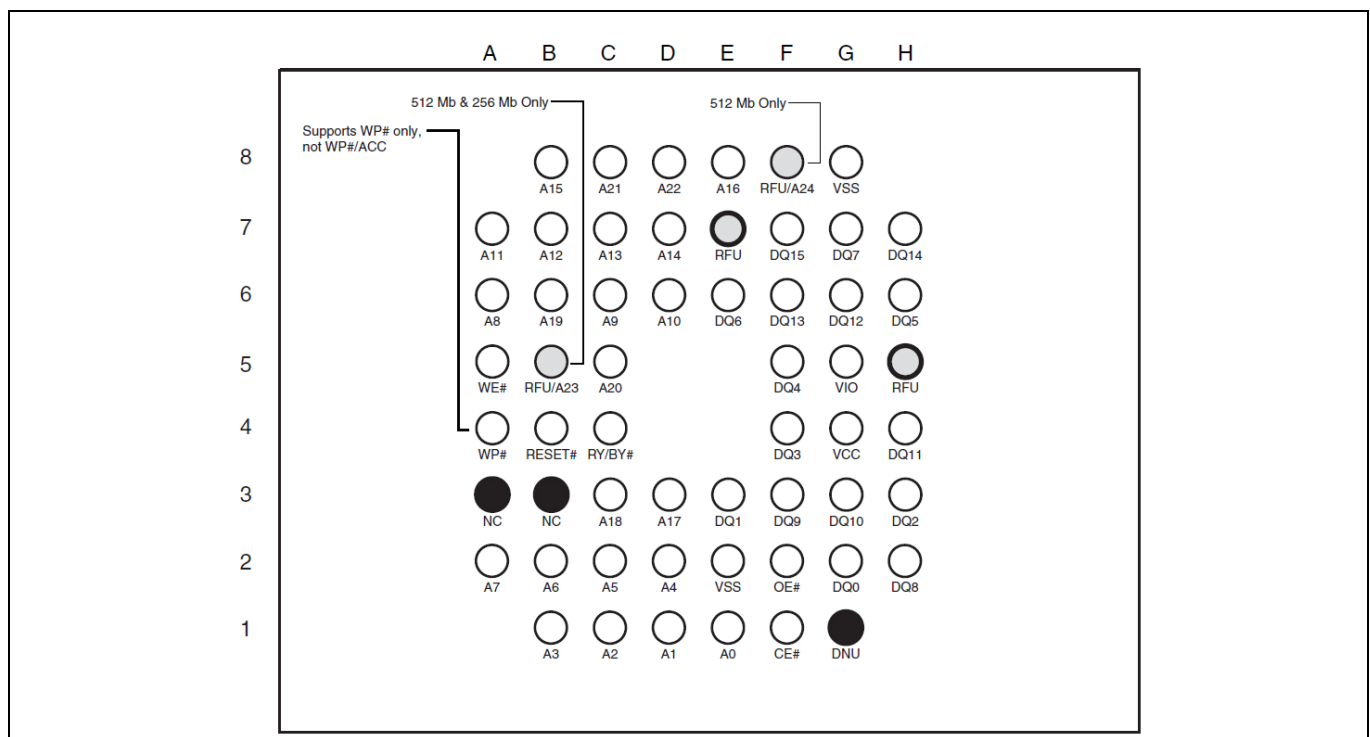 A B C D E F G H
512 Mb & 256 Mb Only
512 Mb Only
Supports WP# only,
not WP#/ACC
8
A15 A21 A22 A16 RFU/A24 VSS
7
A11 A12 A13 A14 RFU DQ15 DQ7 DQ14
6
A8 A19 A9 A10 DQ6 DQ13 DQ12 DQ5
5
WE# RFU/A23 A20 DQ4 VIO RFU
4
WP# RESET# RY/BY# DQ3 VCC DQ11
3
NC NC A18 A17 DQ1 DQ9 DQ10 DQ2
2
A7 A6 A5 A4 VSS OE# DQ0 DQ8
1
A3 A2 A1 A0 CE# DNU